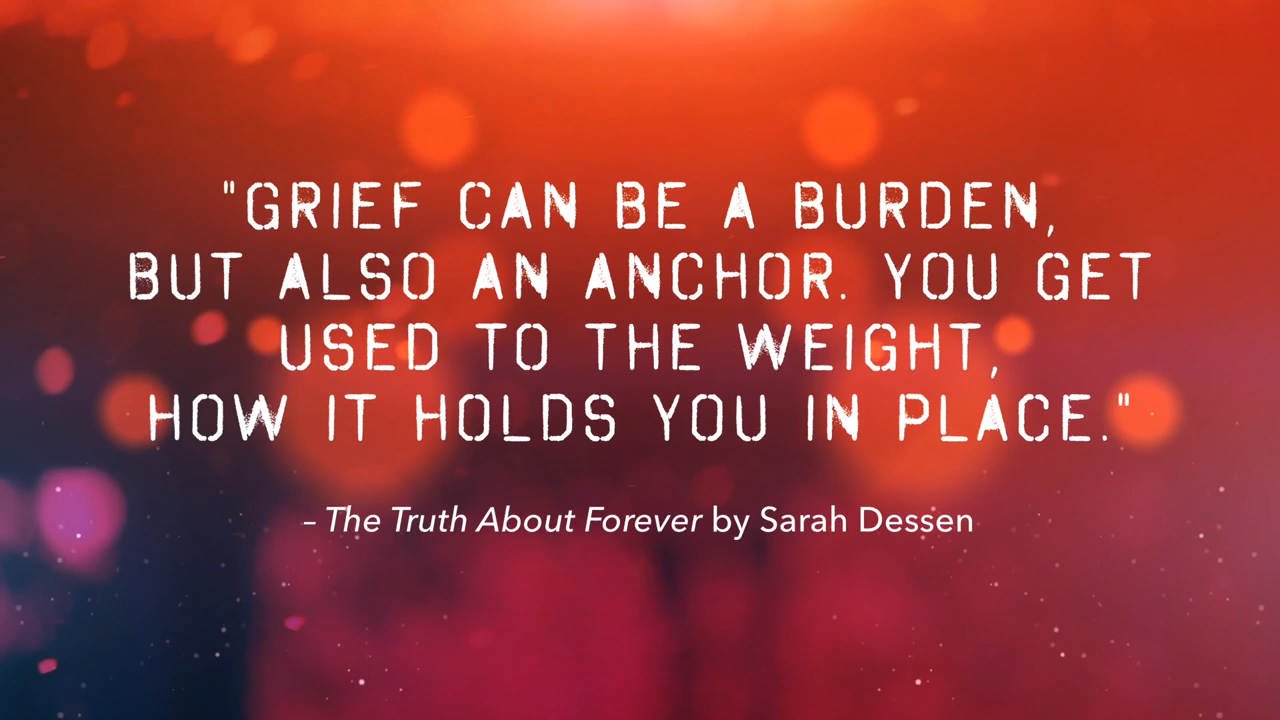 "GRIEF CAN BE A BURDEN,
BUT ALSO AN ANCHOR. YOU GET
USED TO THE WEIGHT,
HOW IT HOLDS YOU IN PLACE."
– The Truth About Forever by Sarah Dessen